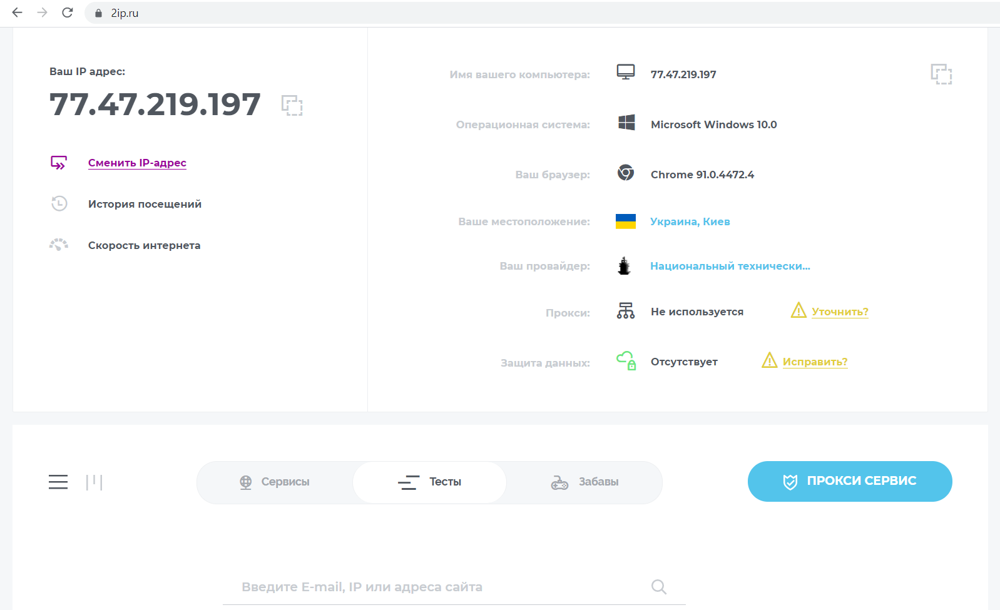 2ip.ru
Ваш IP адрес:
77.47.219.197
Сменить IP-адрес
История посещений
Скорость интернета
Имя вашего компьютера: 77.47.219.197
Операционная система: Microsoft Windows 10.0
Ваш браузер: Chrome 91.0.4472.4
Ваше местоположение: Украина, Киев
Ваш провайдер: Национальный технически...
Прокси: Не используется Уточнить?
Защита данных: Отсутствует Исправить?
Сервисы Тесты Забавы ПРОКСИ СЕРВИС
Введите E-mail, IP или адреса сайта